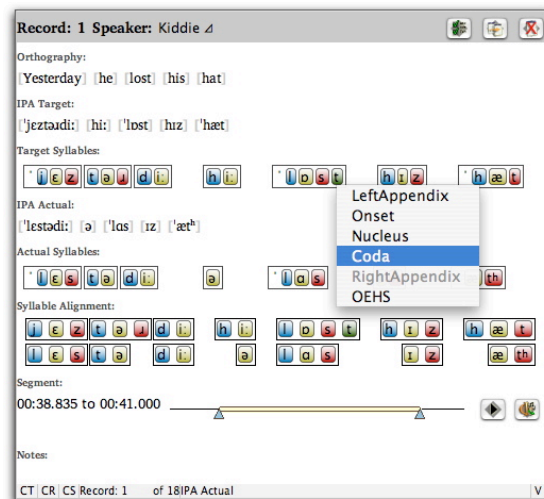 Record: 1 Speaker: Kiddie ⊿
Orthography:
[Yesterday] [he] [lost] [his] [hat]
IPA Target:
[ˈjɛztəɹdiː] [hiː] [ˈlɒst] [hɪz] [ˈhæt]
Target Syllables:
ˈ j ɛ z t ə ɹ d iː h iː ˈ l ɒ s t h ɪ z ˈ h æ t
LeftAppendix
Onset
Nucleus
Coda
RightAppendix
OEHS
IPA Actual:
[ˈlɛstədiː] [ə] [ˈlɑs] [ɪz] [ˈætʰ]
Actual Syllables:
ˈ l ɛ s t ə d iː ə ˈ l ɑ s tʰ
Syllable Alignment:
j ɛ z t ə ɹ d iː h iː l ɒ s t h ɪ z h æ t
l ɛ s t ə d iː ə l ɑ s ɪ z æ tʰ
Segment:
00:38.835 to 00:41.000
Notes:
CT CR CS Record: 1 of 18 IPA Actual V